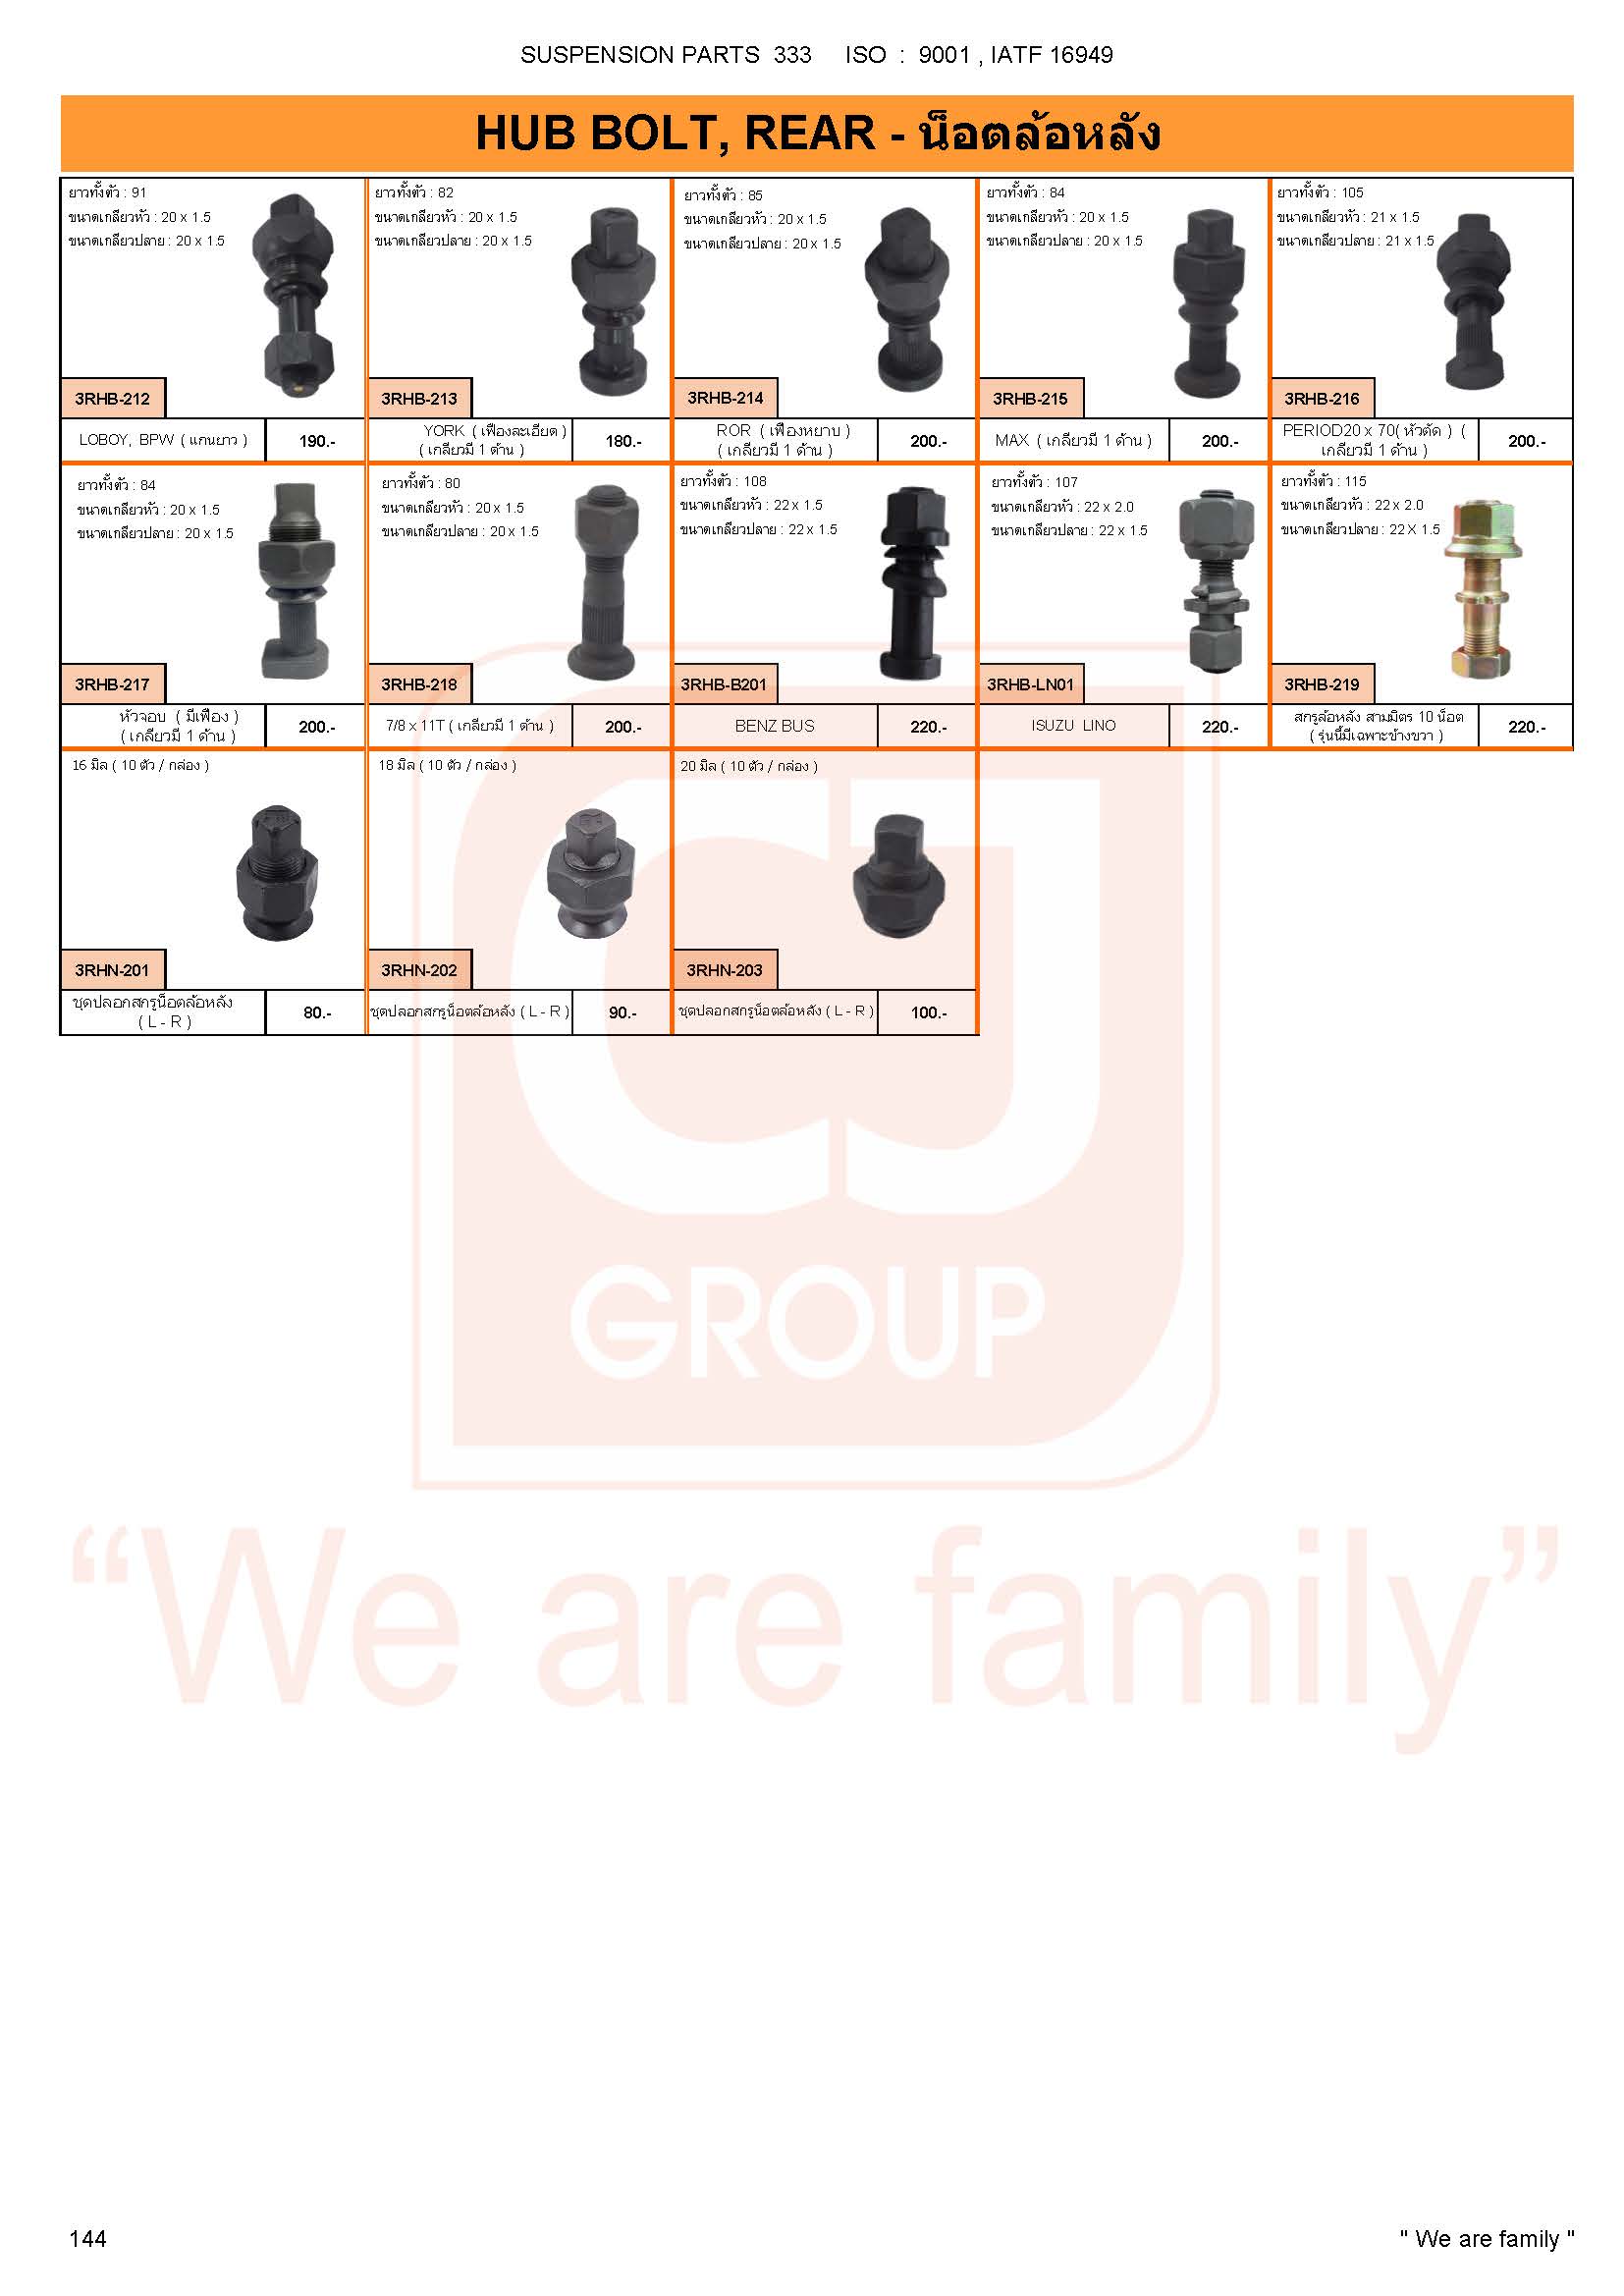 SUSPENSION PARTS 333 ISO : 9001 , IATF 16949
HUB BOLT, REAR - น็อตล้อหลัง
ยาวทั้งตัว : 91
ขนาดเกลียวหัว : 20 x 1.5
ขนาดเกลียวปลาย : 20 x 1.5
3RHB-212
LOBOY, BPW ( แกนยาว )
190.-
ยาวทั้งตัว : 82
ขนาดเกลียวหัว : 20 x 1.5
ขนาดเกลียวปลาย : 20 x 1.5
3RHB-213
YORK ( เฟืองละเอียด )
( เกลียวมี 1 ด้าน )
180.-
ยาวทั้งตัว : 85
ขนาดเกลียวหัว : 20 x 1.5
ขนาดเกลียวปลาย : 20 x 1.5
3RHB-214
ROR ( เฟืองหยาบ )
( เกลียวมี 1 ด้าน )
200.-
ยาวทั้งตัว : 84
ขนาดเกลียวหัว : 20 x 1.5
ขนาดเกลียวปลาย : 20 x 1.5
3RHB-215
MAX ( เกลียวมี 1 ด้าน )
200.-
ยาวทั้งตัว : 105
ขนาดเกลียวหัว : 21 x 1.5
ขนาดเกลียวปลาย : 21 x 1.5
3RHB-216
PERIOD20 x 70( หัวตัด ) (
เกลียวมี 1 ด้าน )
200.-
ยาวทั้งตัว : 84
ขนาดเกลียวหัว : 20 x 1.5
ขนาดเกลียวปลาย : 20 x 1.5
3RHB-217
หัวจอบ ( มีเฟือง )
( เกลียวมี 1 ด้าน )
200.-
ยาวทั้งตัว : 80
ขนาดเกลียวหัว : 20 x 1.5
ขนาดเกลียวปลาย : 20 x 1.5
3RHB-218
7/8 x 11T ( เกลียวมี 1 ด้าน )
200.-
ยาวทั้งตัว : 108
ขนาดเกลียวหัว : 22 x 1.5
ขนาดเกลียวปลาย : 22 x 1.5
3RHB-B201
BENZ BUS
220.-
ยาวทั้งตัว : 107
ขนาดเกลียวหัว : 22 x 2.0
ขนาดเกลียวปลาย : 22 x 1.5
3RHB-LN01
ISUZU LINO
220.-
ยาวทั้งตัว : 115
ขนาดเกลียวหัว : 22 x 2.0
ขนาดเกลียวปลาย : 22 X 1.5
3RHB-219
สกรูล้อหลัง สามมิตร 10 น็อต
( รุ่นนี้มีเฉพาะข้างขวา )
220.-
16 มิล ( 10 ตัว / กล่อง )
3RHN-201
ชุดปลอกสกรูน็อตล้อหลัง
( L - R )
80.-
18 มิล ( 10 ตัว / กล่อง )
3RHN-202
ชุดปลอกสกรูน็อตล้อหลัง ( L - R )
90.-
20 มิล ( 10 ตัว / กล่อง )
3RHN-203
ชุดปลอกสกรูน็อตล้อหลัง ( L - R )
100.-
CJ
GROUP
“We are family”
144
" We are family "